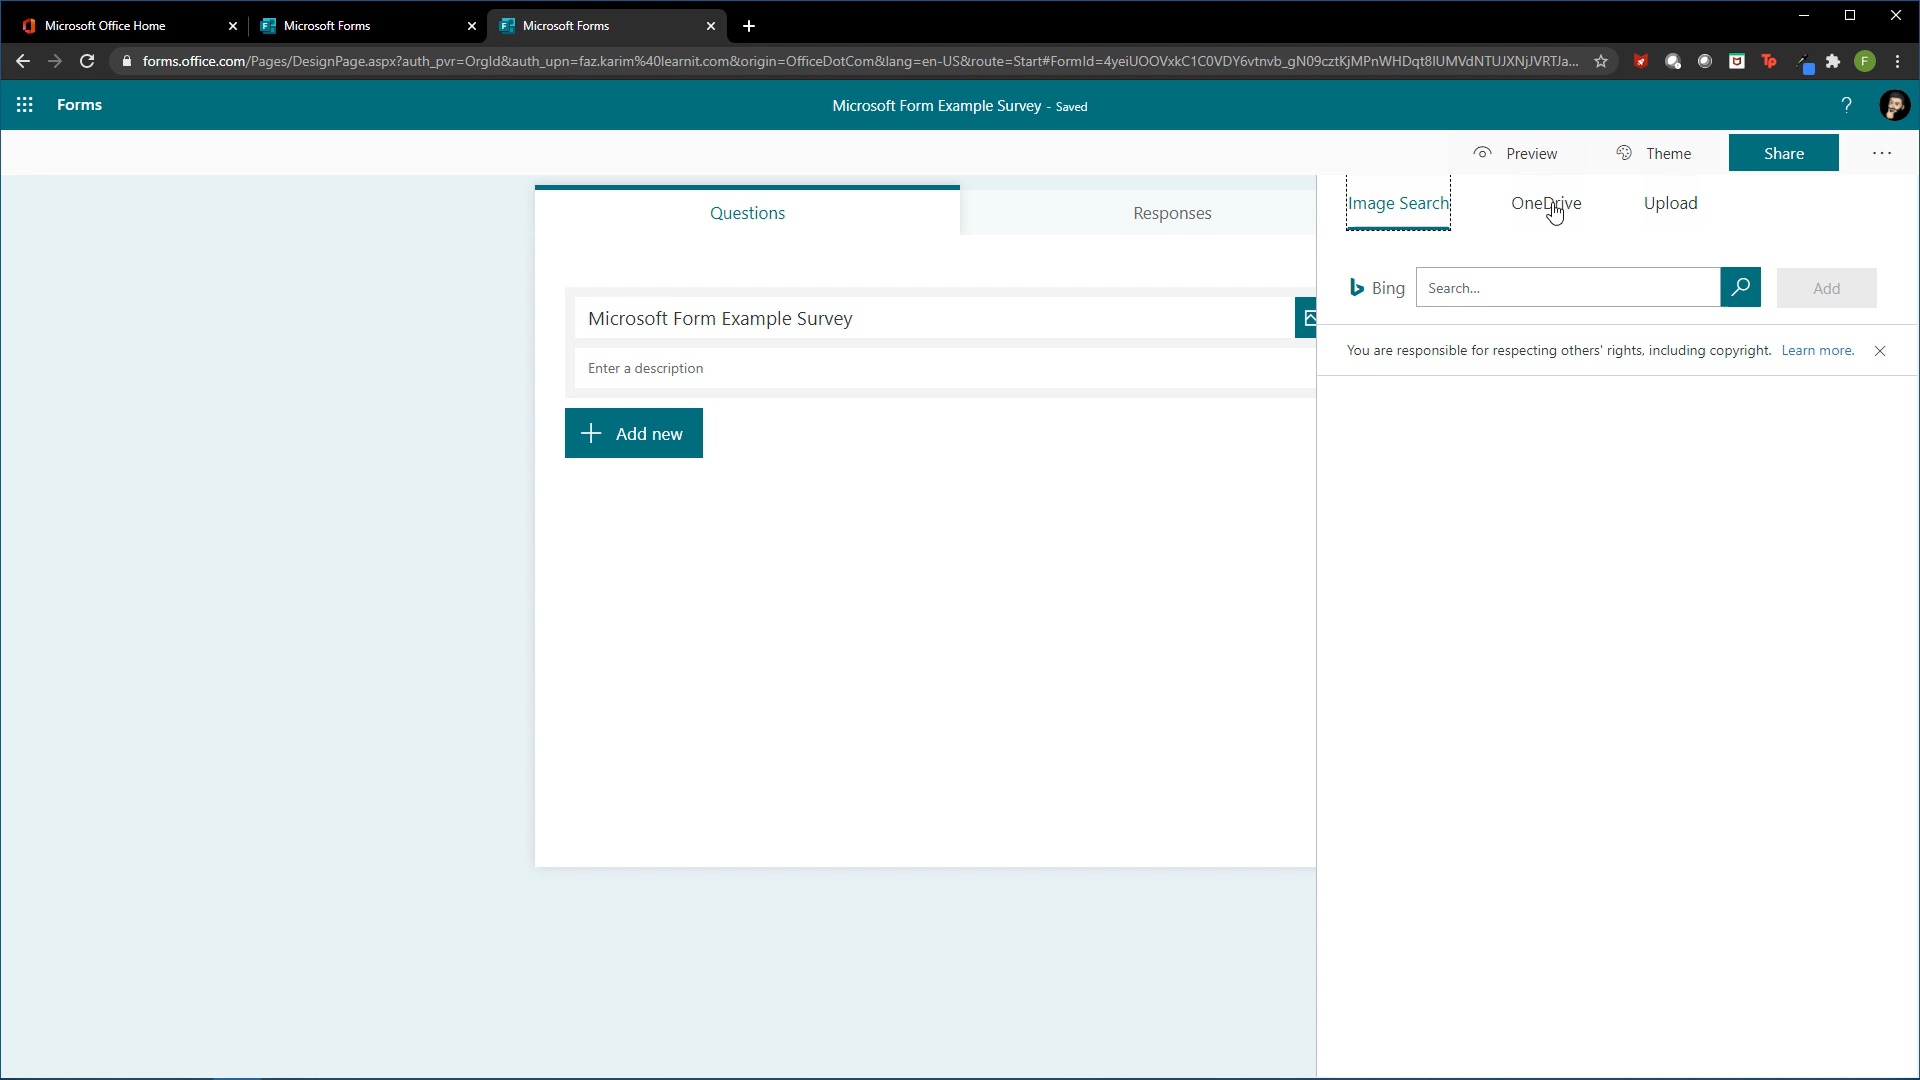 Microsoft Office Home
Microsoft Forms
Microsoft Forms
forms.office.com/Pages/DesignPage.aspx?auth_pvr=OrgId&auth_upn=faz.karim%40learnit.com&origin=OfficeDotCom&lang=en-US&route=Start#FormId=4yeiUOOVxkC1C0VDY6vtnvb_gN09cztKjMPnWHDqt8lUMVdNTUJXNjJVRTJa...
F
Forms
Microsoft Form Example Survey - Saved
?
Preview
Theme
Share
Questions
Responses
Image Search
OneDrive
Upload
Bing
Search...
Add
Microsoft Form Example Survey
You are responsible for respecting others' rights, including copyright. Learn more.
Enter a description
Add new